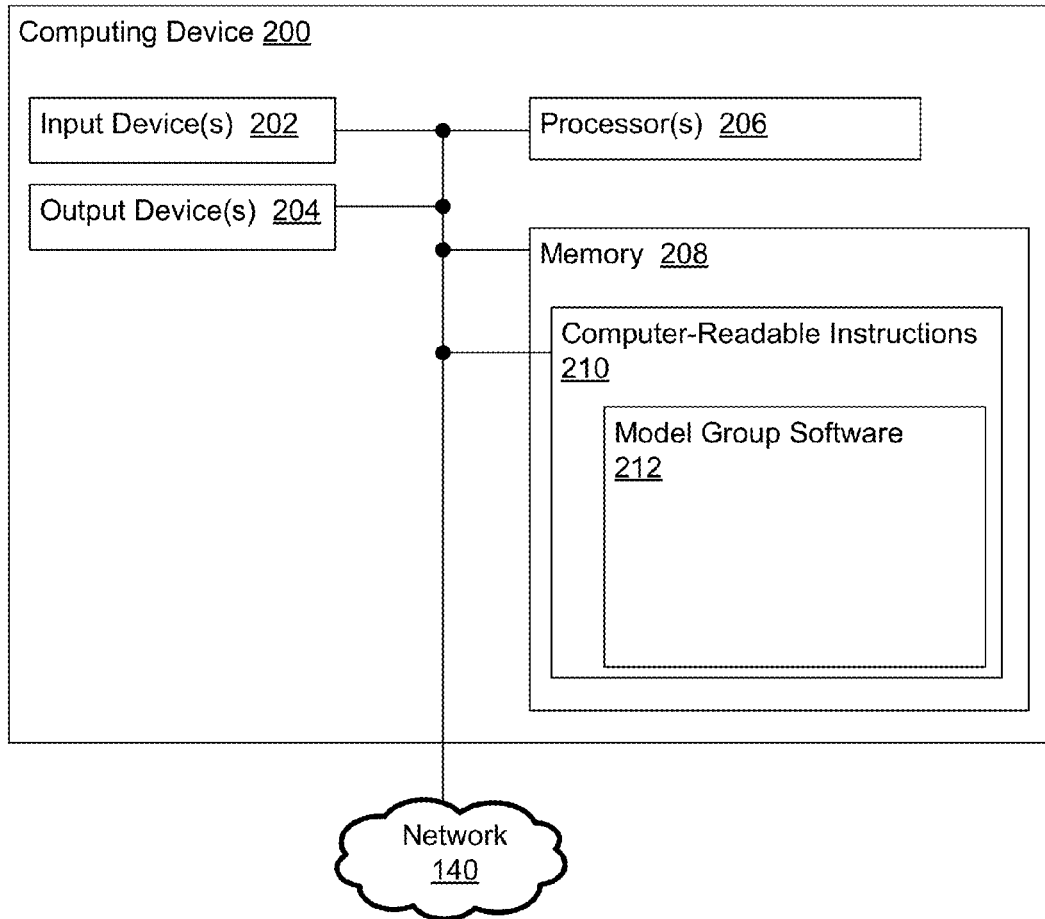 Computing Device 200
Input Device(s) 202
Processor(s) 206
Output Device(s) 204
Memory 208
Computer-Readable Instructions
210
Model Group Software
212
Network
140